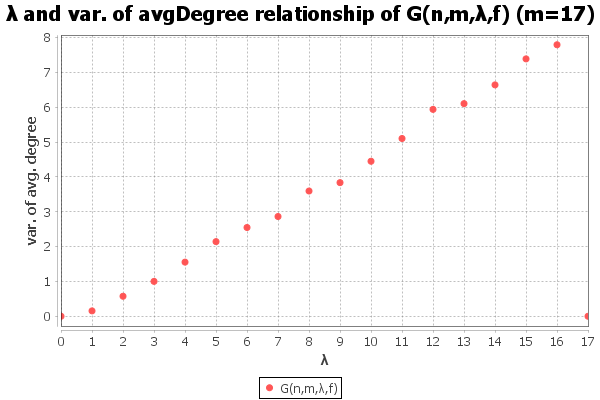 λ and var. of avgDegree relationship of G(n,m,λ,f) (m=17)
var. of avg. degree
8
7
6
5
4
3
2
1
0
0 1 2 3 4 5 6 7 8 9 10 11 12 13 14 15 16 17
λ
G(n,m,λ,f)